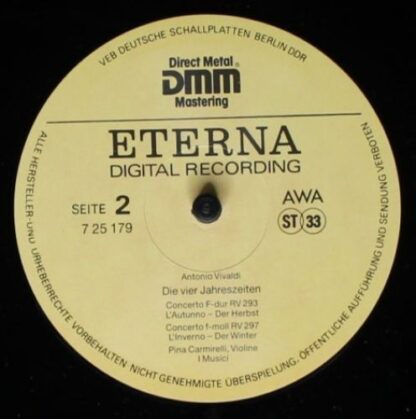 VEB DEUTSCHE SCHALLPLATTEN BERLIN DDR
Direct Metal®
DMM
Mastering
ETERNA
DIGITAL RECORDING
SEITE 2
7 25 179
AWA
ST 33
Antonio Vivaldi
Die vier Jahreszeiten
Concerto F-dur RV 293
L'Autunno – Der Herbst
Concerto f-moll RV 297
L'Inverno – Der Winter
Pina Carmirelli, Violine
I Musici
ALLE HERSTELLER-UND URHEBERRECHTE VORBEHALTEN NICHT GENEHMIGTE ÜBERSPIELUNG, ÖFFENTLICHE AUFFÜHRUNG UND SENDUNG VERBOTEN